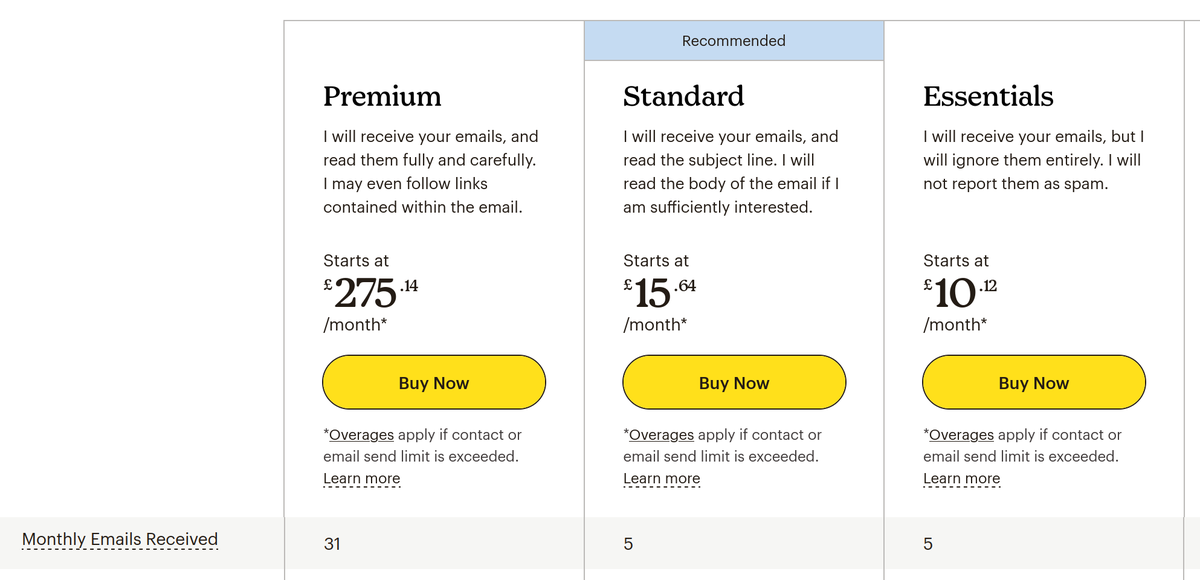 Recommended
Premium
I will receive your emails, and
read them fully and carefully.
I may even follow links
contained within the email.
Starts at
£275.14
/month*
Buy Now
*Overages apply if contact or
email send limit is exceeded.
Learn more
Standard
I will receive your emails, and
read the subject line. I will
read the body of the email if I
am sufficiently interested.
Starts at
£15.64
/month*
Buy Now
*Overages apply if contact or
email send limit is exceeded.
Learn more
Essentials
I will receive your emails, but I
will ignore them entirely. I will
not report them as spam.
Starts at
£10.12
/month*
Buy Now
*Overages apply if contact or
email send limit is exceeded.
Learn more
Monthly Emails Received 31 5 5